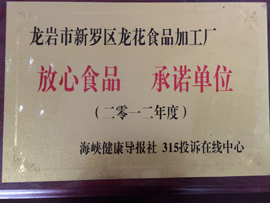 龙岩市新罗区龙花食品加工厂
放心食品 承诺单位
(二零一二年度)
海峡健康导报社 315投诉在线中心